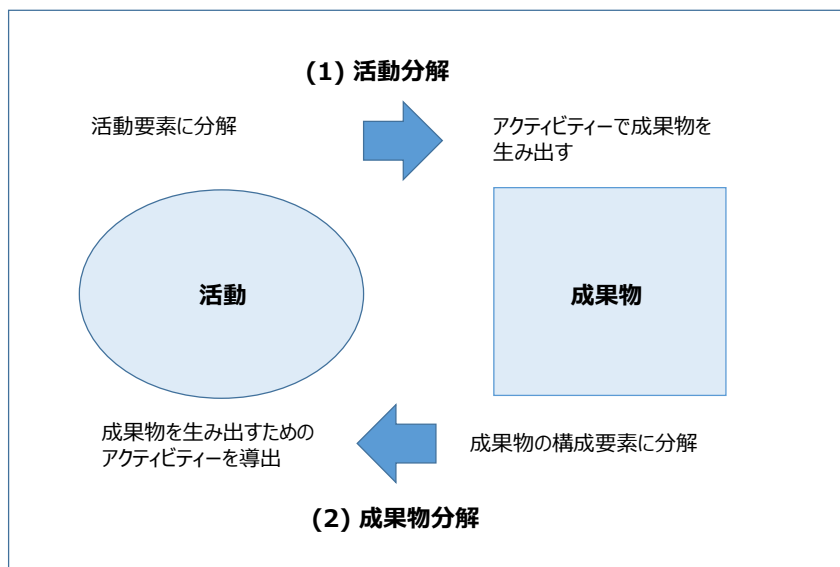 (1) 活動分解
活動要素に分解
アクティビティーで成果物を
生み出す
活動
成果物
成果物を生み出すための
アクティビティーを導出
成果物の構成要素に分解
(2) 成果物分解